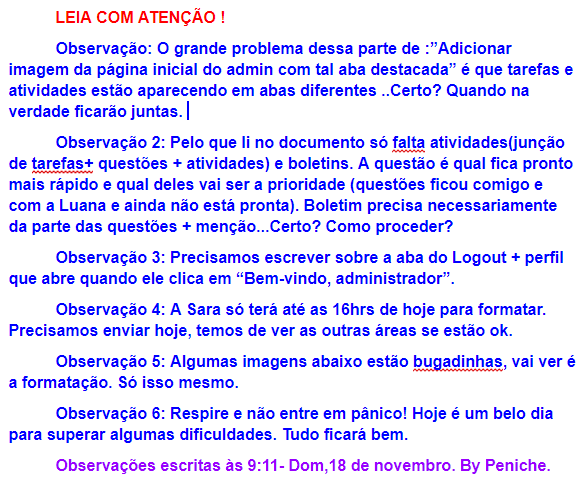 LEIA COM ATENÇÃO !
Observação: O grande problema dessa parte de :”Adicionar
imagem da página inicial do admin com tal aba destacada” é que tarefas e
atividades estão aparecendo em abas diferentes ..Certo? Quando na
verdade ficarão juntas.
Observação 2: Pelo que li no documento só falta atividades(junção
de tarefas+ questões + atividades) e boletins. A questão é qual fica pronto
mais rápido e qual deles vai ser a prioridade (questões ficou comigo e
com a Luana e ainda não está pronta). Boletim precisa necessariamente
da parte das questões + menção...Certo? Como proceder?
Observação 3: Precisamos escrever sobre a aba do Logout + perfil
que abre quando ele clica em “Bem-vindo, administrador”.
Observação 4: A Sara só terá até as 16hrs de hoje para formatar.
Precisamos enviar hoje, temos de ver as outras áreas se estão ok.
Observação 5: Algumas imagens abaixo estão bugadinhas, vai ver é
a formatação. Só isso mesmo.
Observação 6: Respire e não entre em pânico! Hoje é um belo dia
para superar algumas dificuldades. Tudo ficará bem.
Observações escritas às 9:11- Dom,18 de novembro. By Peniche.